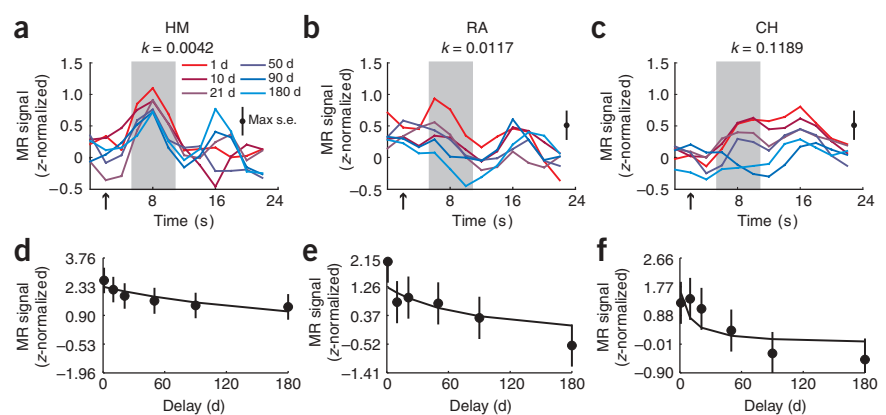 a
HM
k = 0.0042
MR signal
(z-normalized)
1.5
1.0
0.5
0
−0.5
1 d
10 d
21 d
50 d
90 d
180 d
Max s.e.
0
8
16
24
Time (s)
b
RA
k = 0.0117
MR signal
(z-normalized)
1.5
1.0
0.5
0
−0.5
0
8
16
24
Time (s)
c
CH
k = 0.1189
MR signal
(z-normalized)
1.5
1.0
0.5
0
−0.5
0
8
16
24
Time (s)
d
MR signal
(z-normalized)
3.76
2.33
0.90
−0.53
−1.96
0
60
120
180
Delay (d)
e
MR signal
(z-normalized)
2.15
1.26
0.37
−0.52
−1.41
0
60
120
180
Delay (d)
f
MR signal
(z-normalized)
2.66
1.77
0.88
−0.01
−0.90
0
60
120
180
Delay (d)